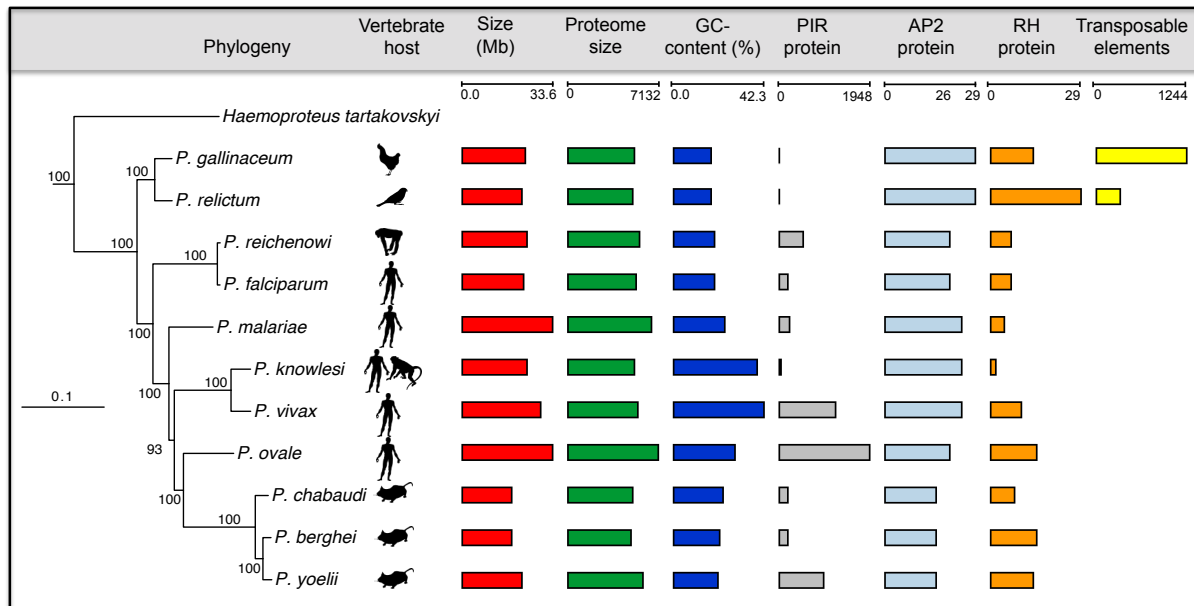 Phylogeny Vertebrate host Size (Mb) Proteome size GC-content (%) PIR protein AP2 protein RH protein Transposable elements
0.0 33.6 0 7132 0.0 42.3 0 1948 0 26 29 0 29 0 1244
Haemoproteus tartakovskyi
P. gallinaceum
100
100
P. relictum
P. reichenowi
100
100
P. falciparum
P. malariae
100
P. knowlesi
100
100
0.1
P. vivax
93
P. ovale
P. chabaudi
100
100
P. berghei
100
P. yoelii